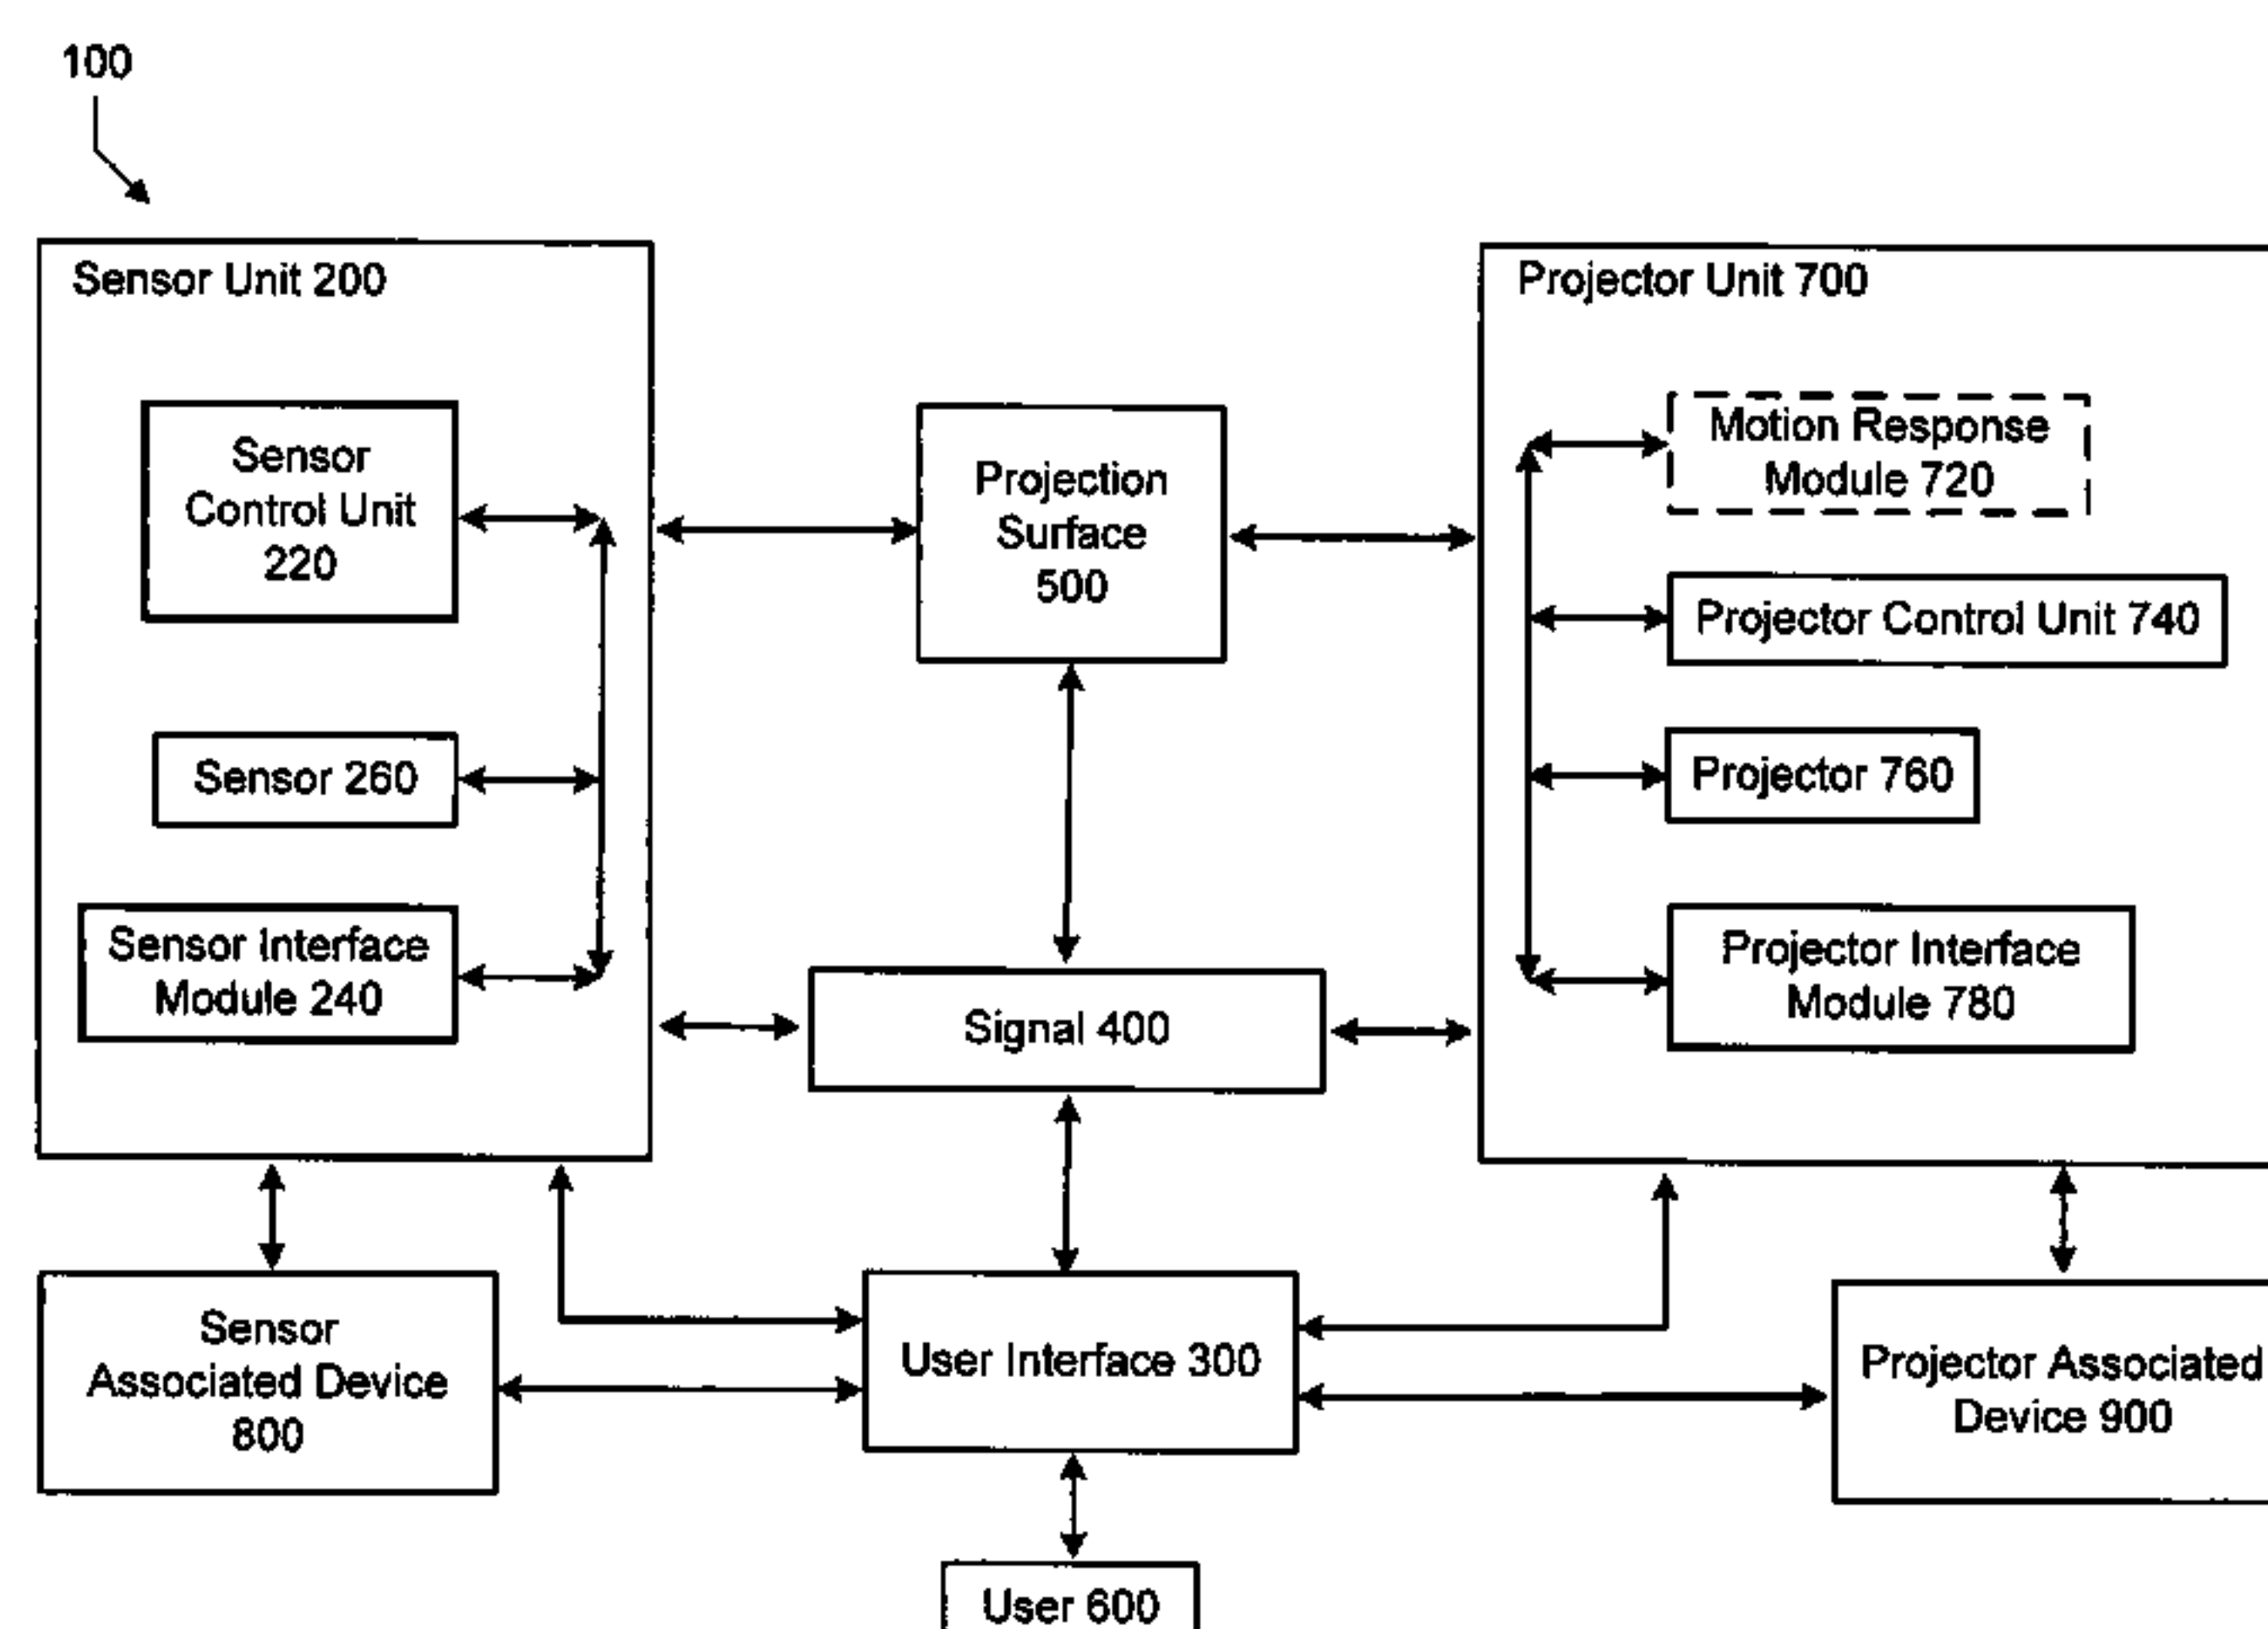 100
Sensor Unit 200
Sensor
Control Unit
220
Sensor 260
Sensor Interface
Module 240
Projection
Surface
500
Signal 400
Projector Unit 700
Motion Response
Module 720
Projector Control Unit 740
Projector 760
Projector Interface
Module 780
Sensor
Associated Device
800
User Interface 300
Projector Associated
Device 900
User 600